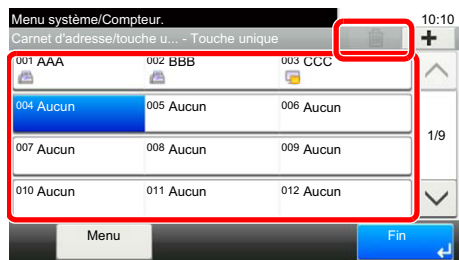 Menu système/Compteur. 10:10
Carnet d'adresse/touche u... - Touche unique
001 AAA 002 BBB 003 CCC
004 Aucun 005 Aucun 006 Aucun
1/9
007 Aucun 008 Aucun 009 Aucun
010 Aucun 011 Aucun 012 Aucun
Menu Fin